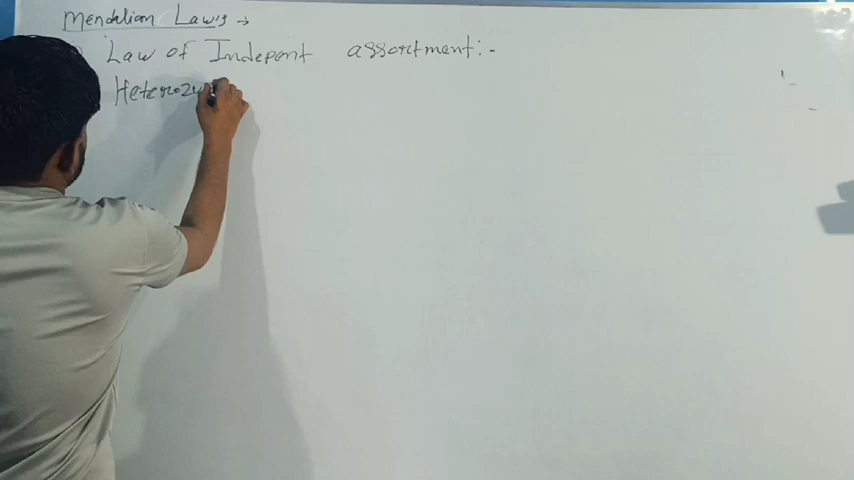 Mendelian Laws →
Law of Indepent assortment:-
Heterozy